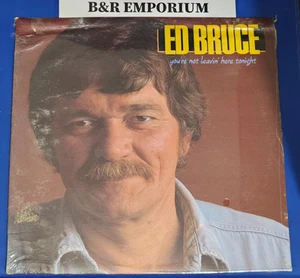 B&R EMPORIUM
ED BRUCE
you're not leavin' here tonight